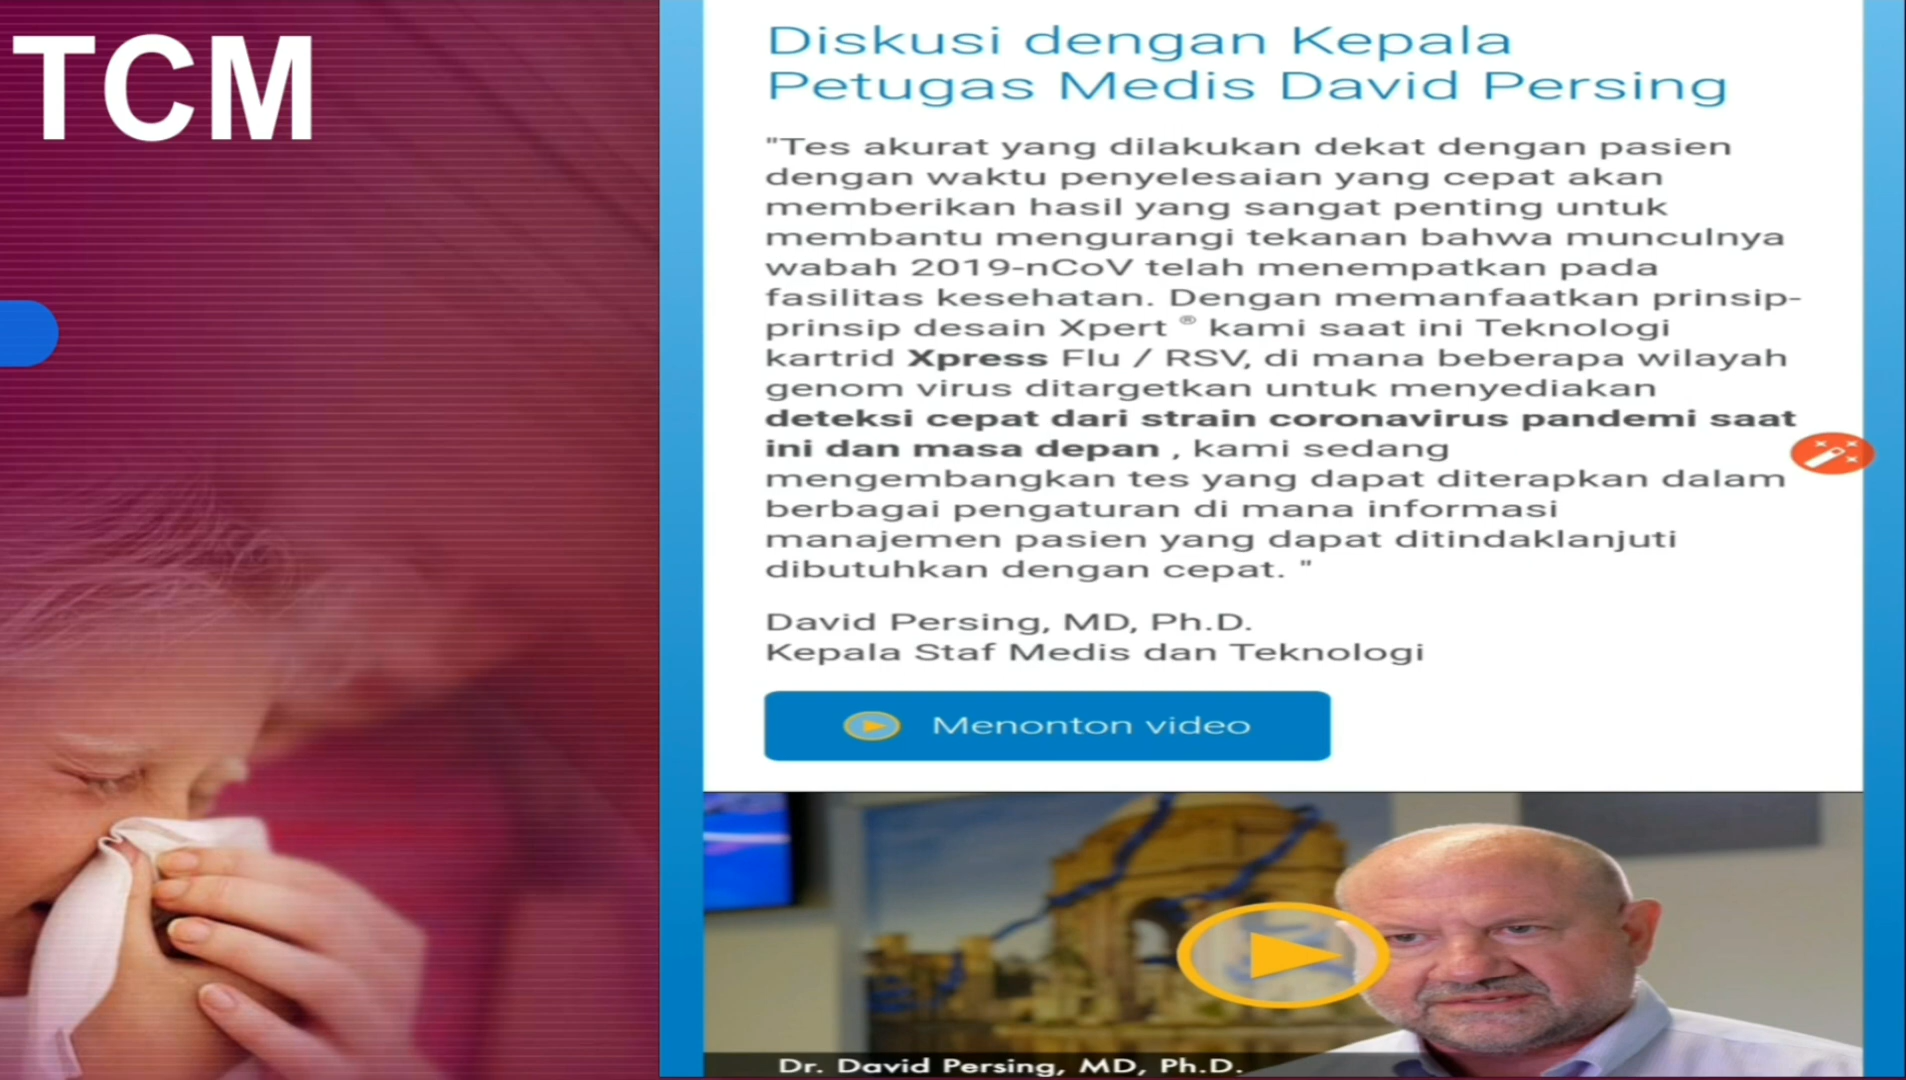 TCM
Diskusi dengan Kepala
Petugas Medis David Persing
"Tes akurat yang dilakukan dekat dengan pasien
dengan waktu penyelesaian yang cepat akan
memberikan hasil yang sangat penting untuk
membantu mengurangi tekanan bahwa munculnya
wabah 2019-nCoV telah menempatkan pada
fasilitas kesehatan. Dengan memanfaatkan prinsip-
prinsip desain Xpert ® kami saat ini Teknologi
kartrid Xpress Flu / RSV, di mana beberapa wilayah
genom virus ditargetkan untuk menyediakan
deteksi cepat dari strain coronavirus pandemi saat
ini dan masa depan , kami sedang
mengembangkan tes yang dapat diterapkan dalam
berbagai pengaturan di mana informasi
manajemen pasien yang dapat ditindaklanjuti
dibutuhkan dengan cepat. "
David Persing, MD, Ph.D.
Kepala Staf Medis dan Teknologi
Menonton video
Dr. David Persing, MD, Ph.D.